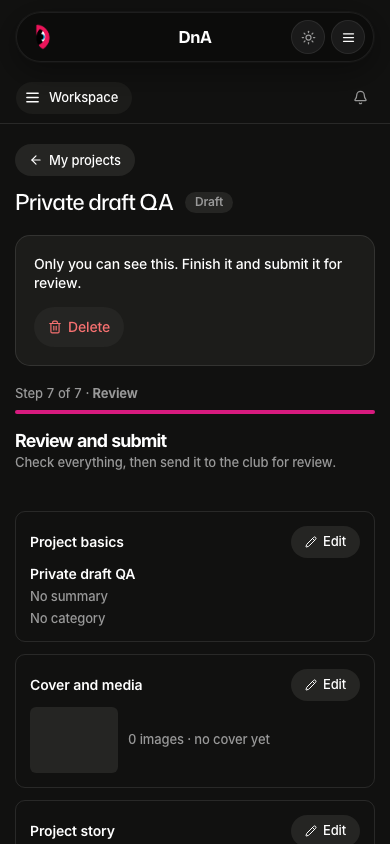 DnA
Workspace
My projects
Private draft QA
Draft
Only you can see this. Finish it and submit it for
review.
Delete
Step 7 of 7 · Review
Review and submit
Check everything, then send it to the club for review.
Project basics
Edit
Private draft QA
No summary
No category
Cover and media
Edit
0 images · no cover yet
Project story
Edit